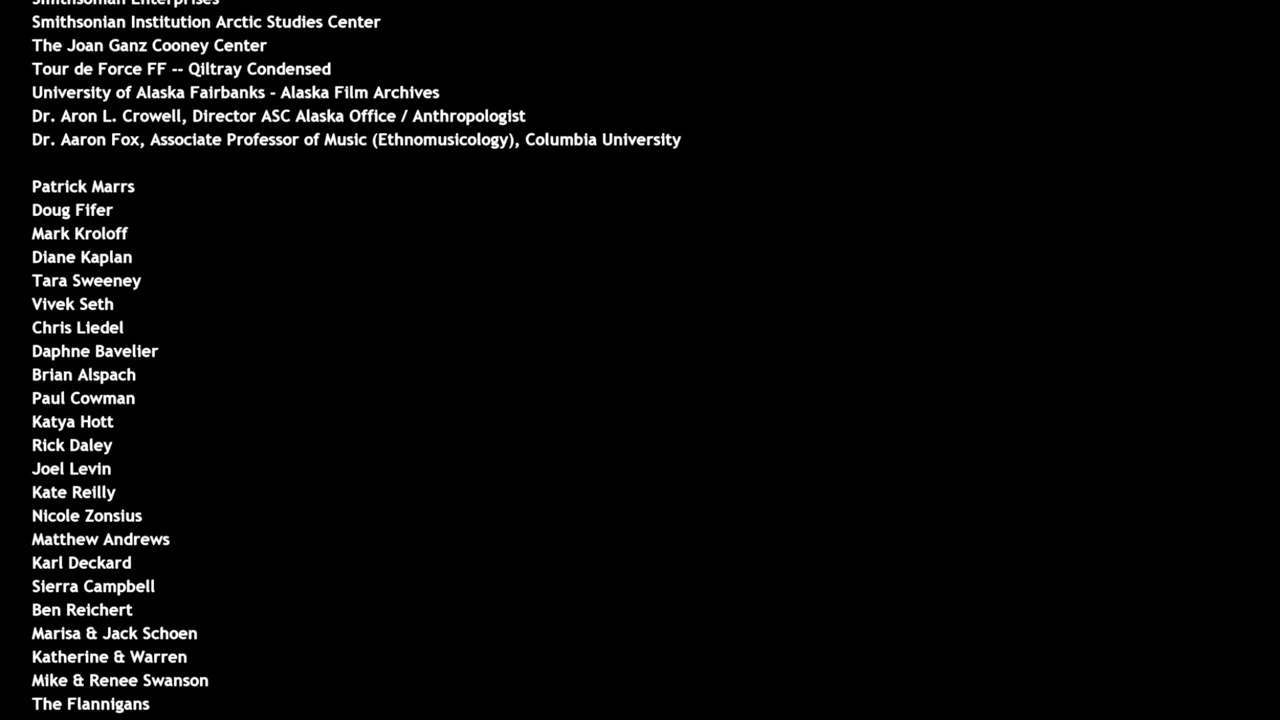 Smithsonian Enterprises
Smithsonian Institution Arctic Studies Center
The Joan Ganz Cooney Center
Tour de Force FF -- Qiltray Condensed
University of Alaska Fairbanks - Alaska Film Archives
Dr. Aron L. Crowell, Director ASC Alaska Office / Anthropologist
Dr. Aaron Fox, Associate Professor of Music (Ethnomusicology), Columbia University
Patrick Marrs
Doug Fifer
Mark Kroloff
Diane Kaplan
Tara Sweeney
Vivek Seth
Chris Liedel
Daphne Bavelier
Brian Alspach
Paul Cowman
Katya Hott
Rick Daley
Joel Levin
Kate Reilly
Nicole Zonsius
Matthew Andrews
Karl Deckard
Sierra Campbell
Ben Reichert
Marisa & Jack Schoen
Katherine & Warren
Mike & Renee Swanson
The Flannigans